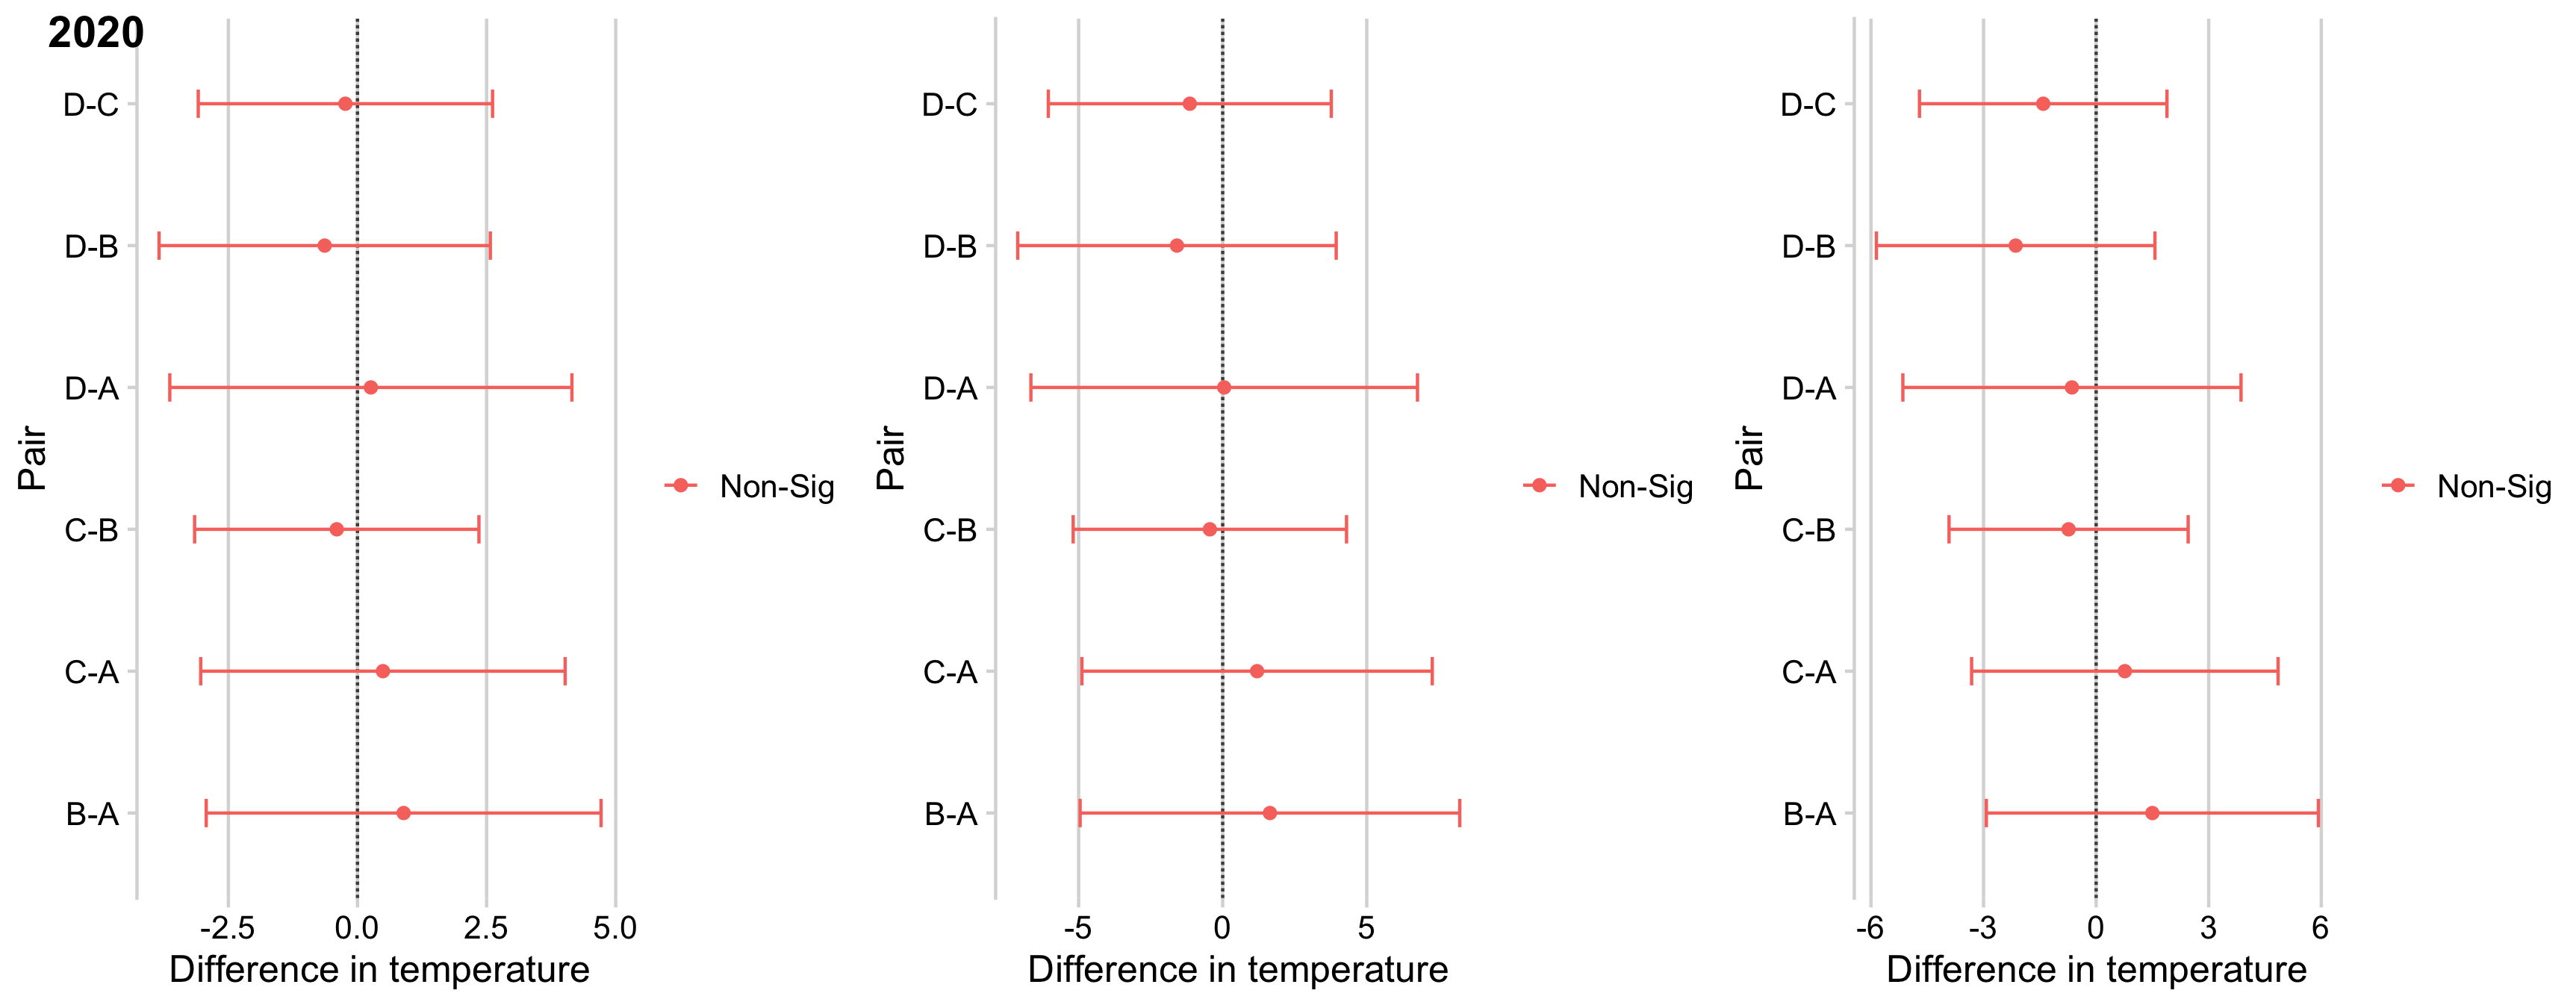 2020
D-C
D-B
D-A
C-B
C-A
B-A
Pair
-2.5 0.0 2.5 5.0
Difference in temperature
Non-Sig
D-C
D-B
D-A
C-B
C-A
B-A
Pair
-5 0 5
Difference in temperature
Non-Sig
D-C
D-B
D-A
C-B
C-A
B-A
Pair
-6 -3 0 3 6
Difference in temperature
Non-Sig